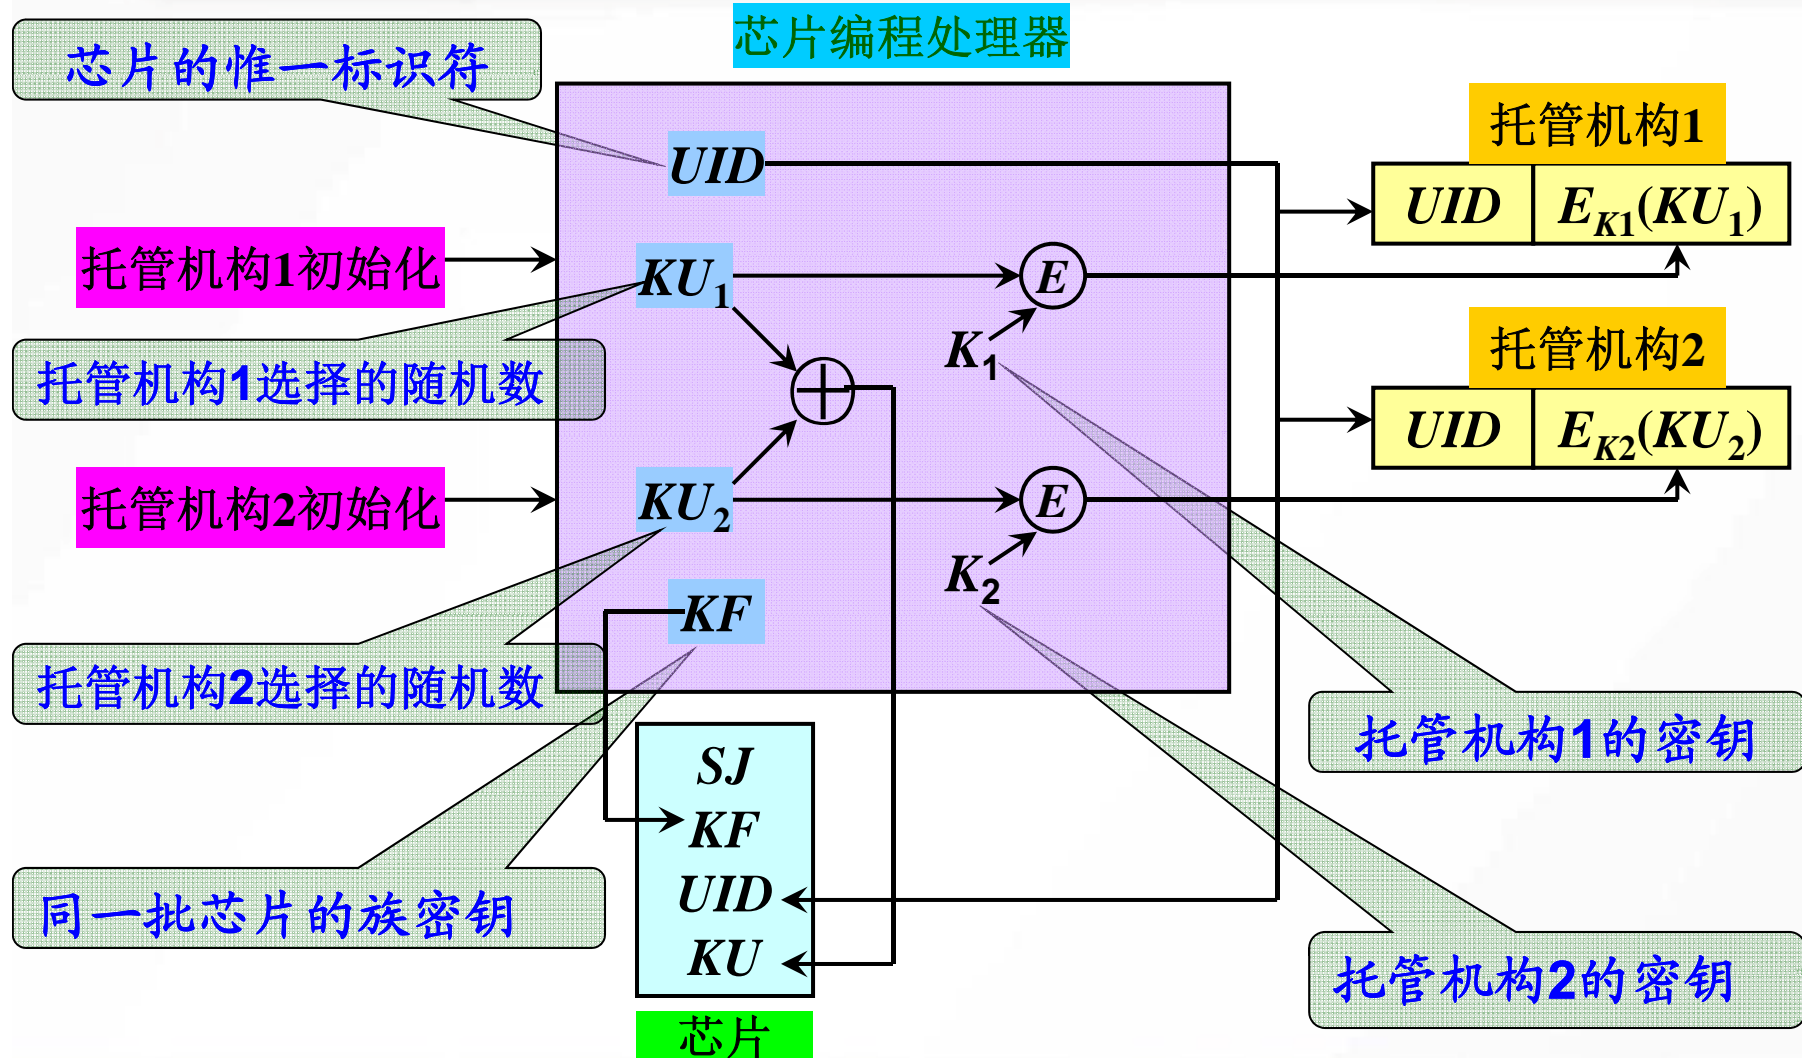 芯片编程处理器
芯片的惟一标识符
托管机构1
UID
UID
E_{K1}(KU_1)
托管机构1初始化
KU_1
E
K_1
托管机构2
托管机构1选择的随机数
UID
E_{K2}(KU_2)
托管机构2初始化
KU_2
E
K_2
KF
托管机构2选择的随机数
托管机构1的密钥
SJ
KF
UID
KU
同一批芯片的族密钥
托管机构2的密钥
芯片